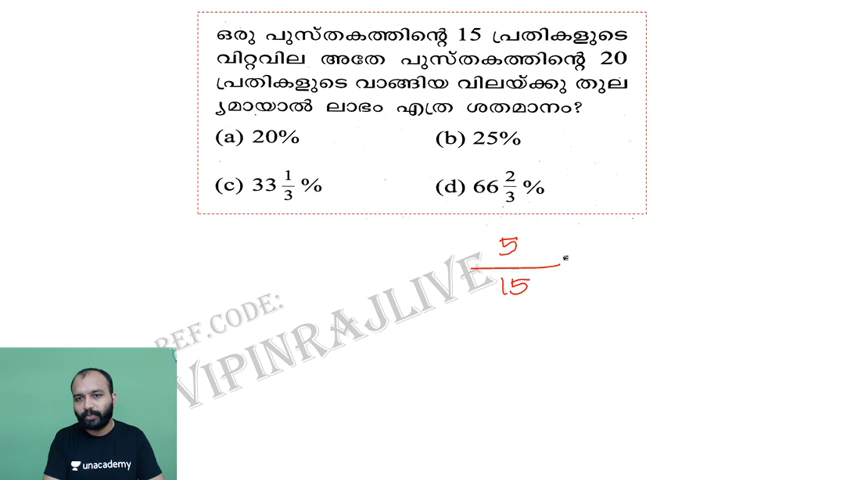 ഒരു പുസ്തകത്തിന്റെ 15 പ്രതികളുടെ
വിറ്റവില അതേ പുസ്തകത്തിന്റെ 20
പ്രതികളുടെ വാങ്ങിയ വിലയ്ക്കു തുല
്യമായാൽ ലാഭം എത്ര ശതമാനം?
(a) 20% (b) 25%
(c) 33 1/3 % (d) 66 2/3 %
5
15
REF.CODE:
VIPINRAJLIVE
unacademy